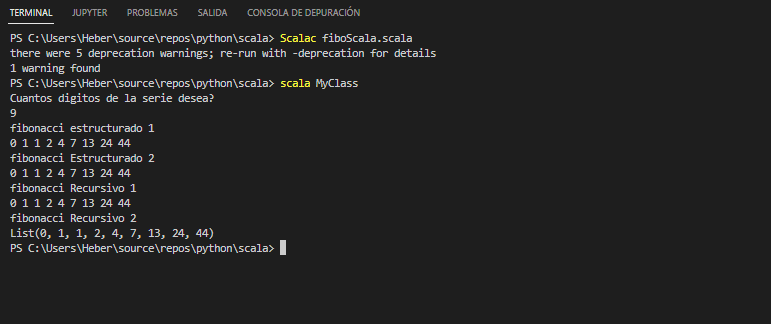 TERMINAL JUPYTER PROBLEMAS SALIDA CONSOLA DE DEPURACIÓN
PS C:\Users\Heber\source\repos\python\scala> Scalac fiboScala.scala
there were 5 deprecation warnings; re-run with -deprecation for details
1 warning found
PS C:\Users\Heber\source\repos\python\scala> scala MyClass
Cuantos digitos de la serie desea?
9
fibonacci estructurado 1
0 1 1 2 4 7 13 24 44
fibonacci Estructurado 2
0 1 1 2 4 7 13 24 44
fibonacci Recursivo 1
0 1 1 2 4 7 13 24 44
fibonacci Recursivo 2
List(0, 1, 1, 2, 4, 7, 13, 24, 44)
PS C:\Users\Heber\source\repos\python\scala>